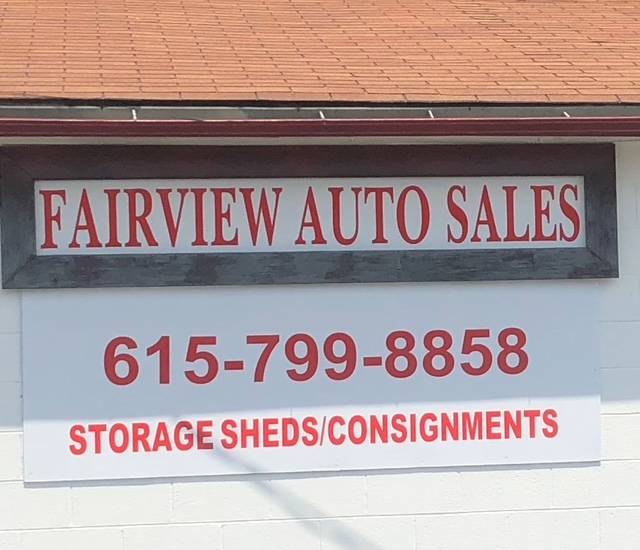 FAIRVIEW AUTO SALES
615-799-8858
STORAGE SHEDS/CONSIGNMENTS